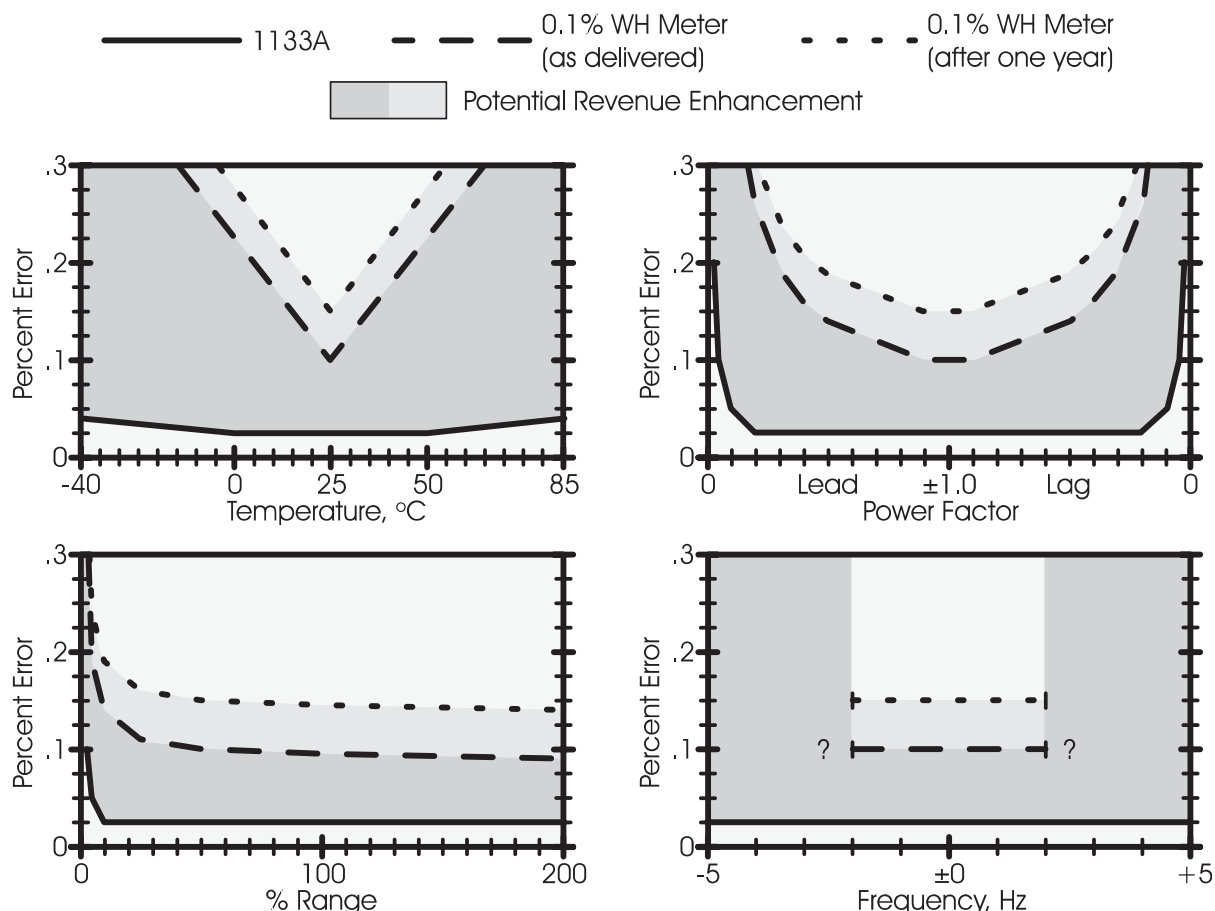 1133A
0.1% WH Meter
(as delivered)
0.1% WH Meter
(after one year)
Potential Revenue Enhancement
.3
.2
.1
0
Percent Error
-40
0
25
50
85
Temperature, °C
.3
.2
.1
0
Percent Error
0
Lead
±1.0
Lag
0
Power Factor
.3
.2
.1
0
Percent Error
0
100
200
% Range
.3
.2
.1
0
Percent Error
?
?
-5
±0
+5
Frequency, Hz